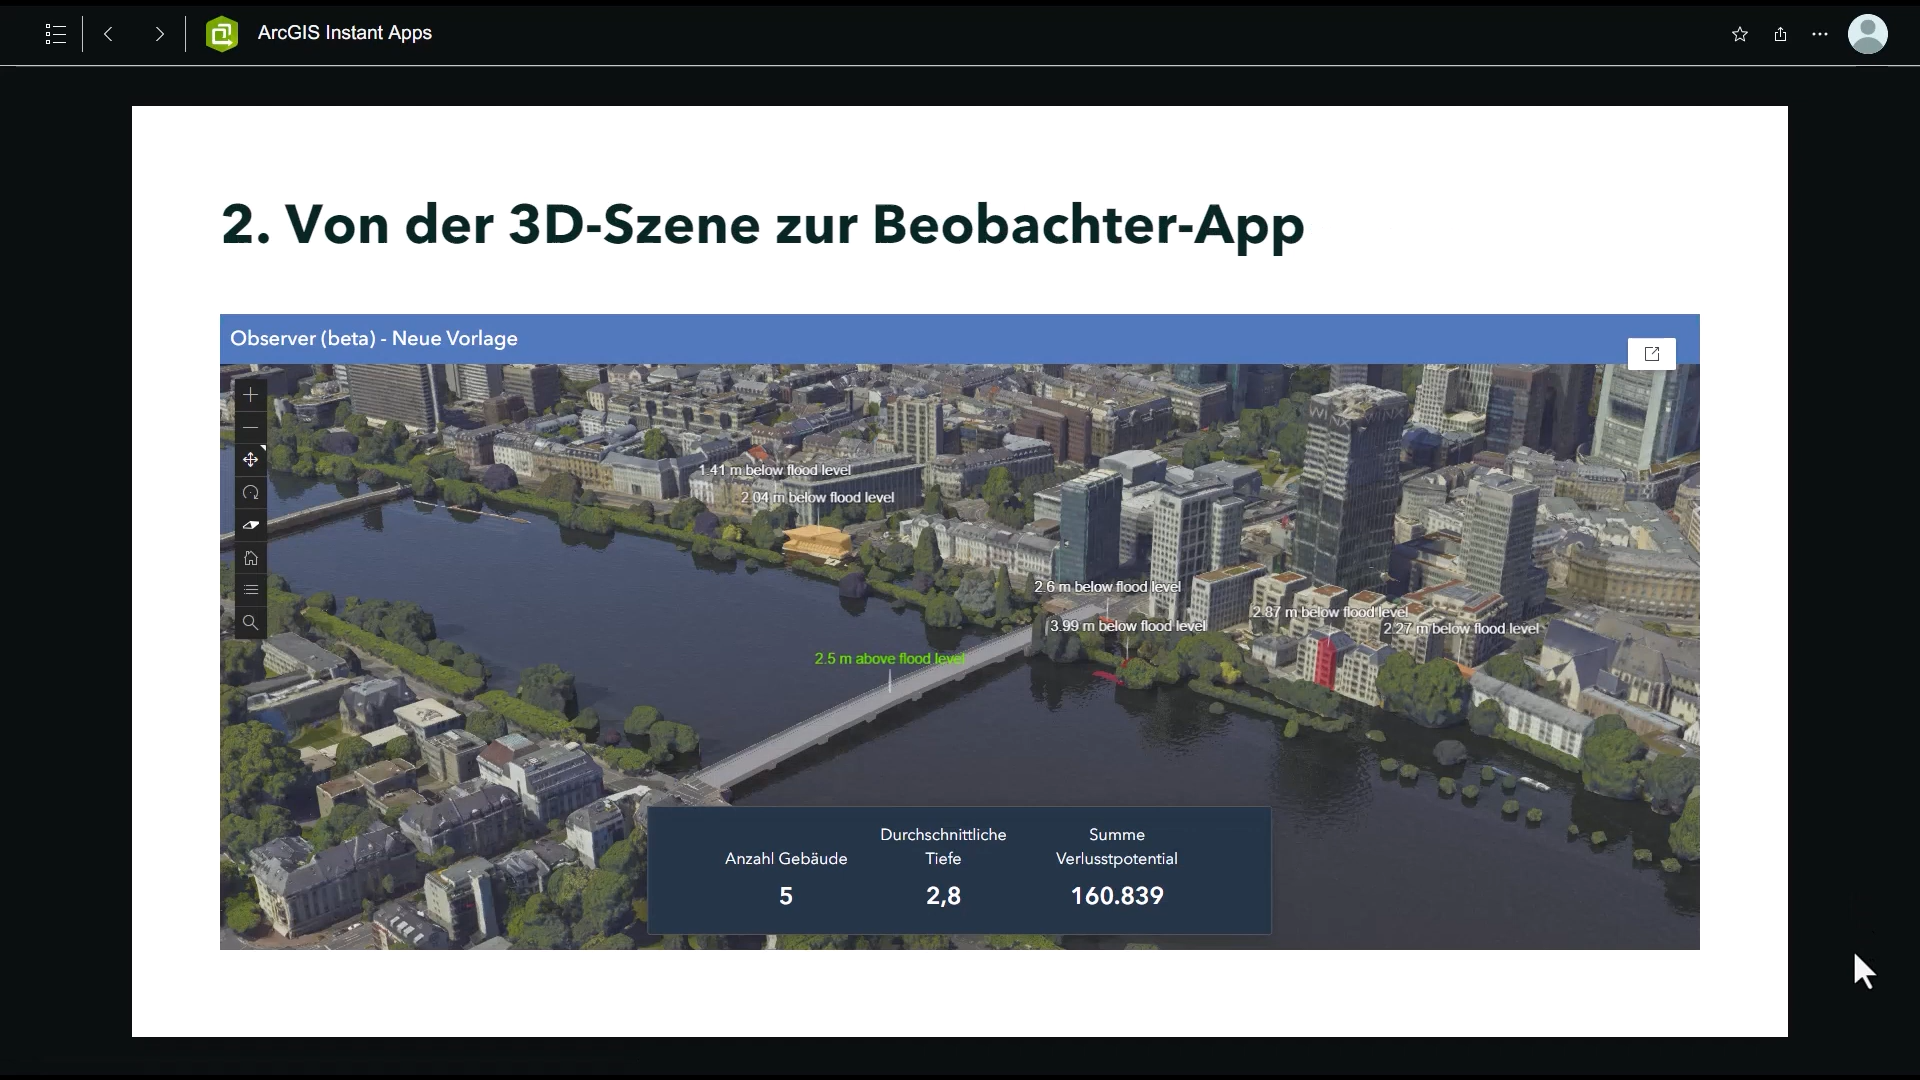 ArcGIS Instant Apps
2. Von der 3D-Szene zur Beobachter-App
Observer (beta) - Neue Vorlage
1.41 m below flood level
2.04 m below flood level
2.6 m below flood level
3.99 m below flood level
2.87 m below flood level
2.27 m below flood level
2.5 m above flood level
Anzahl Gebäude
5
Durchschnittliche
Tiefe
2,8
Summe
Verlusstpotential
160.839